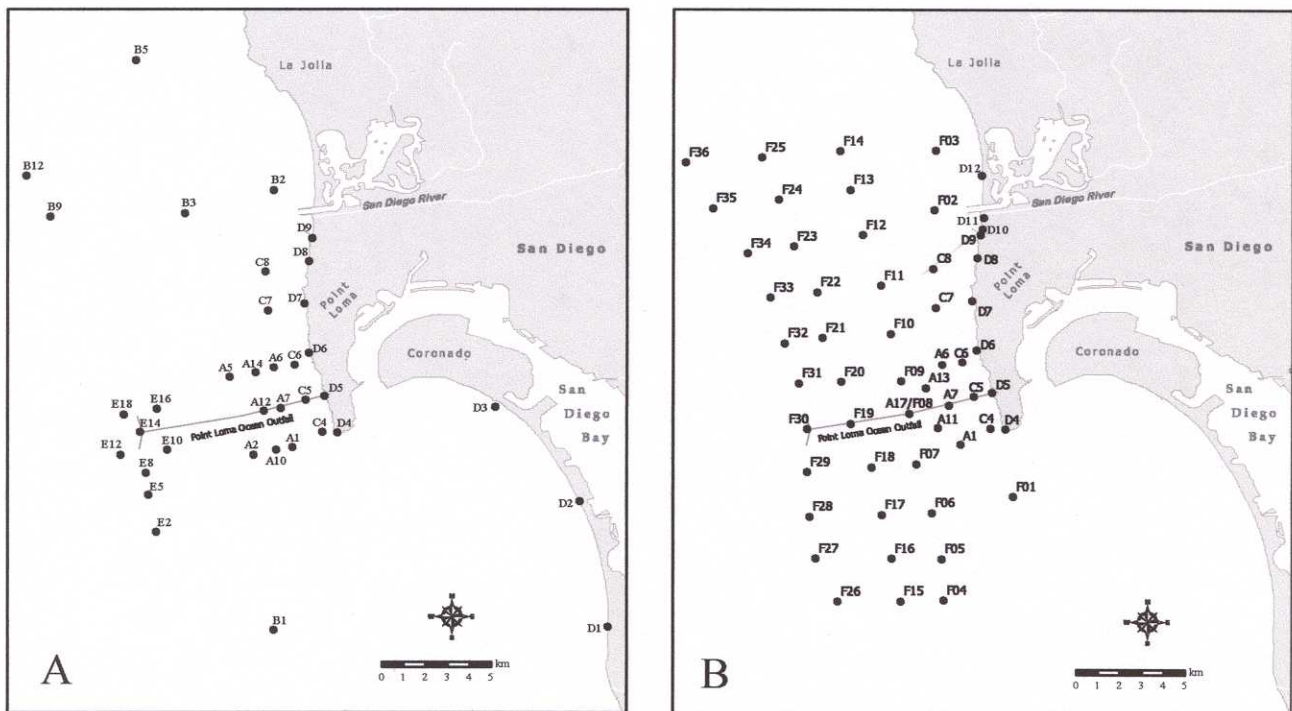 B5
La Jolla
B12
B2
B9
B3
San Diego River
D9
San Diego
D8
C8
Point
Loma
D7
C7
D6
A5
A14
A6
C6
Coronado
E18
E16
A12
A7
C5
D5
San
Diego
Bay
D3
E14
Point Loma Ocean Outfall
C4
D4
E12
E10
A2
A10
A1
E8
E5
D2
E2
B1
D1
N
W
E
S
km
0 1 2 3 4 5
A
La Jolla
F36
F25
F14
F03
D12
F35
F24
F13
F02
San Diego River
D11
D10
F34
F23
F12
D9
San Diego
D8
C8
Point
Loma
F33
F22
F11
D7
C7
F32
F21
F10
D6
A6
C6
Coronado
F31
F20
F09
A13
D5
San
Diego
Bay
A17/F08
A7
C5
F30
F19
Point Loma Ocean Outfall
A11
C4
D4
A1
F29
F18
F07
F01
F28
F17
F06
F27
F16
F05
F26
F15
F04
N
W
E
S
km
0 1 2 3 4 5
B